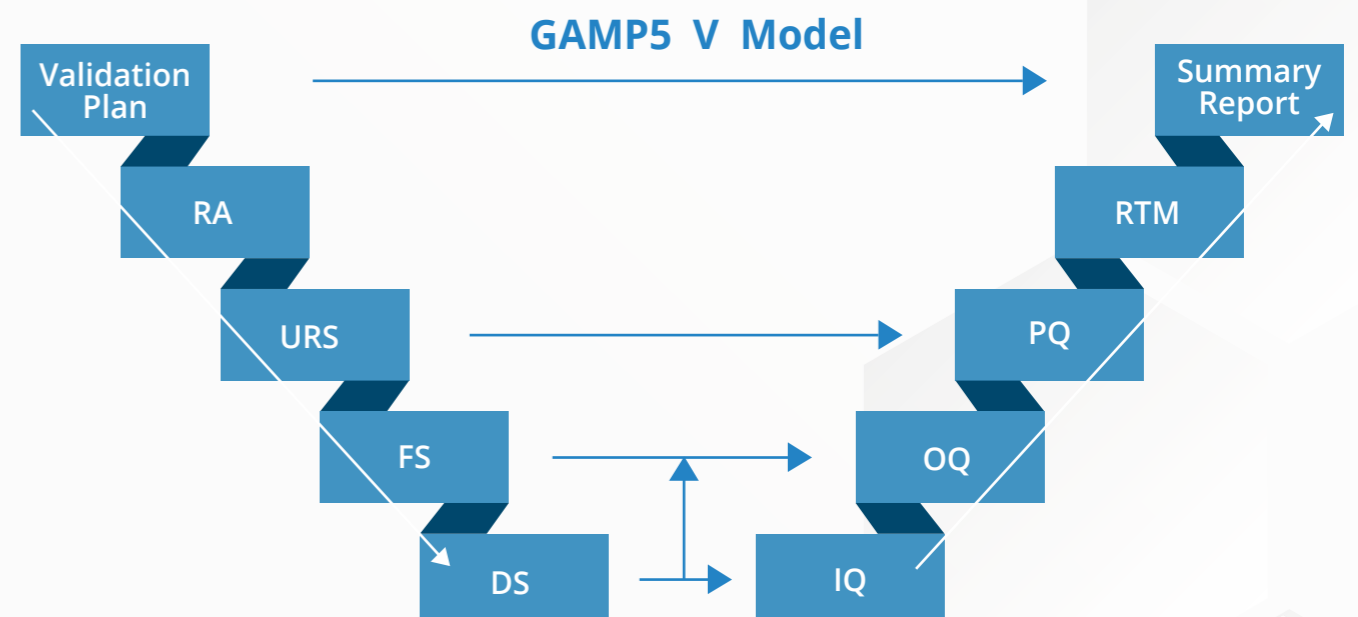 GAMP5 V Model
Validation
Plan
Summary
Report
RA
RTM
URS
PQ
FS
OQ
DS
IQ